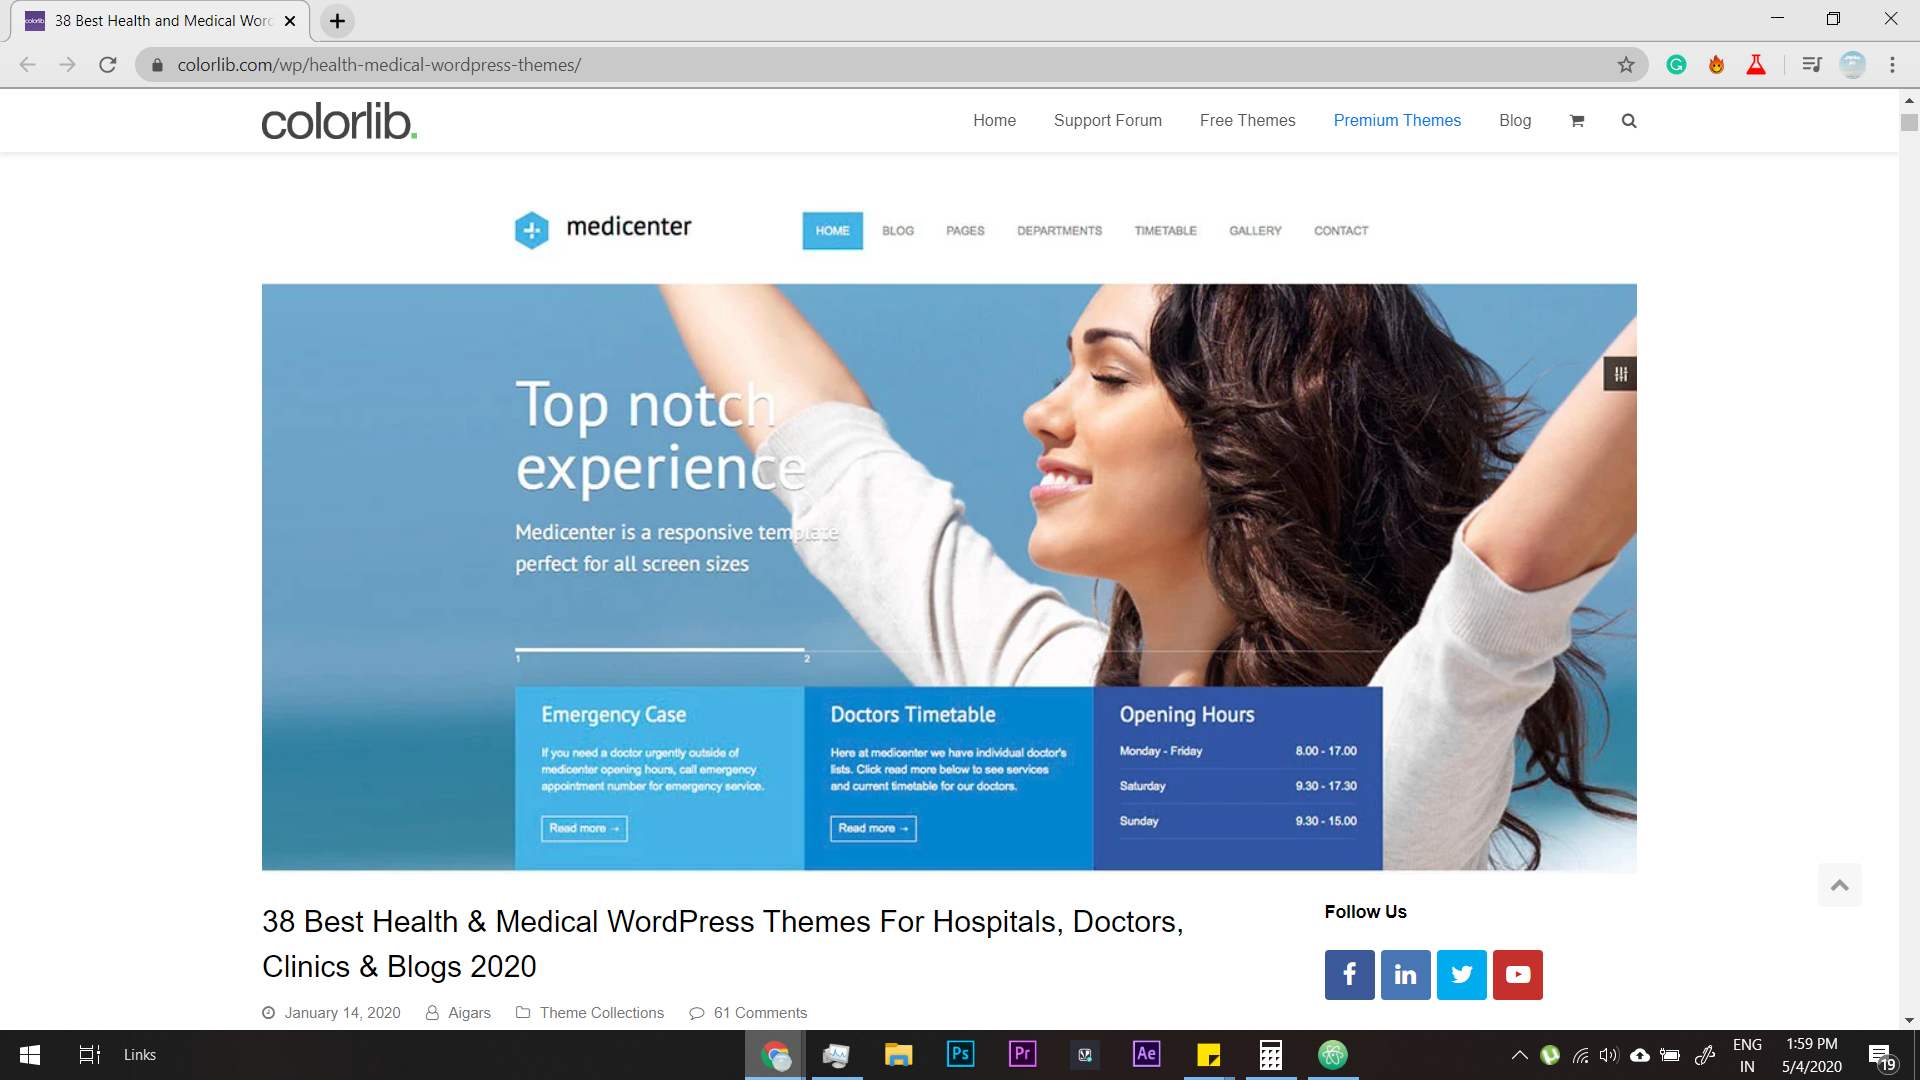 38 Best Health and Medical Word
colorlib.com/wp/health-medical-wordpress-themes/
colorlib.
Home Support Forum Free Themes Premium Themes Blog
medicenter
HOME BLOG PAGES DEPARTMENTS TIMETABLE GALLERY CONTACT
Top notch
experience
Medicenter is a responsive template
perfect for all screen sizes
1 2
Emergency Case
If you need a doctor urgently outside of
medicenter opening hours, call emergency
appointment number for emergency service.
Read more →
Doctors Timetable
Here at medicenter we have individual doctor's
lists. Click read more below to see services
and current timetable for our doctors.
Read more →
Opening Hours
Monday - Friday 8.00 - 17.00
Saturday 9.30 - 17.30
Sunday 9.30 - 15.00
38 Best Health & Medical WordPress Themes For Hospitals, Doctors,
Clinics & Blogs 2020
January 14, 2020 Aigars Theme Collections 61 Comments
Follow Us
Links
Ps Pr Ae
ENG
IN
1:59 PM
5/4/2020
19